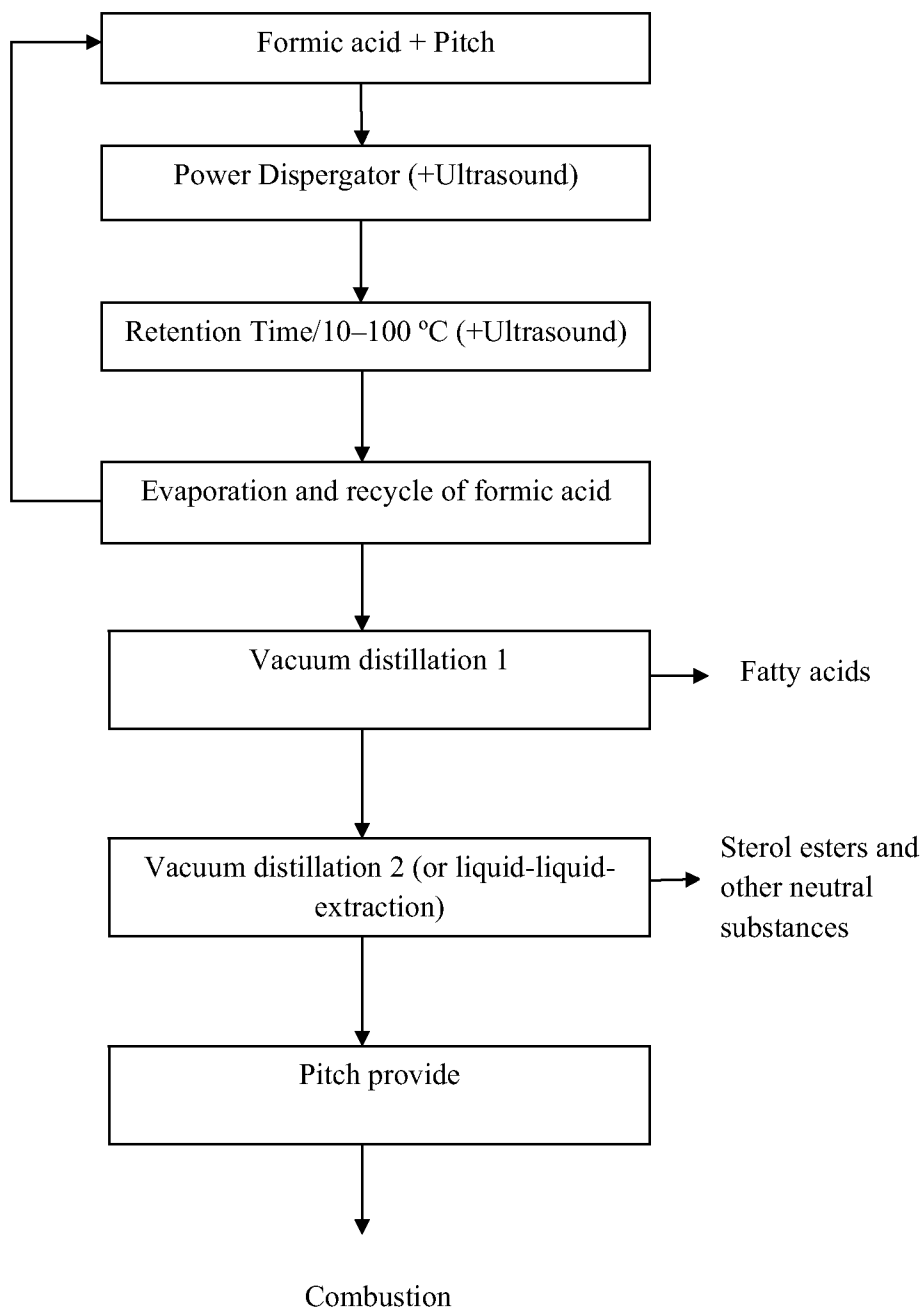 Formic acid + Pitch
Power Dispergator (+Ultrasound)
Retention Time/10–100 ºC (+Ultrasound)
Evaporation and recycle of formic acid
Vacuum distillation 1
Fatty acids
Vacuum distillation 2 (or liquid-liquid-
extraction)
Sterol esters and
other neutral
substances
Pitch provide
Combustion